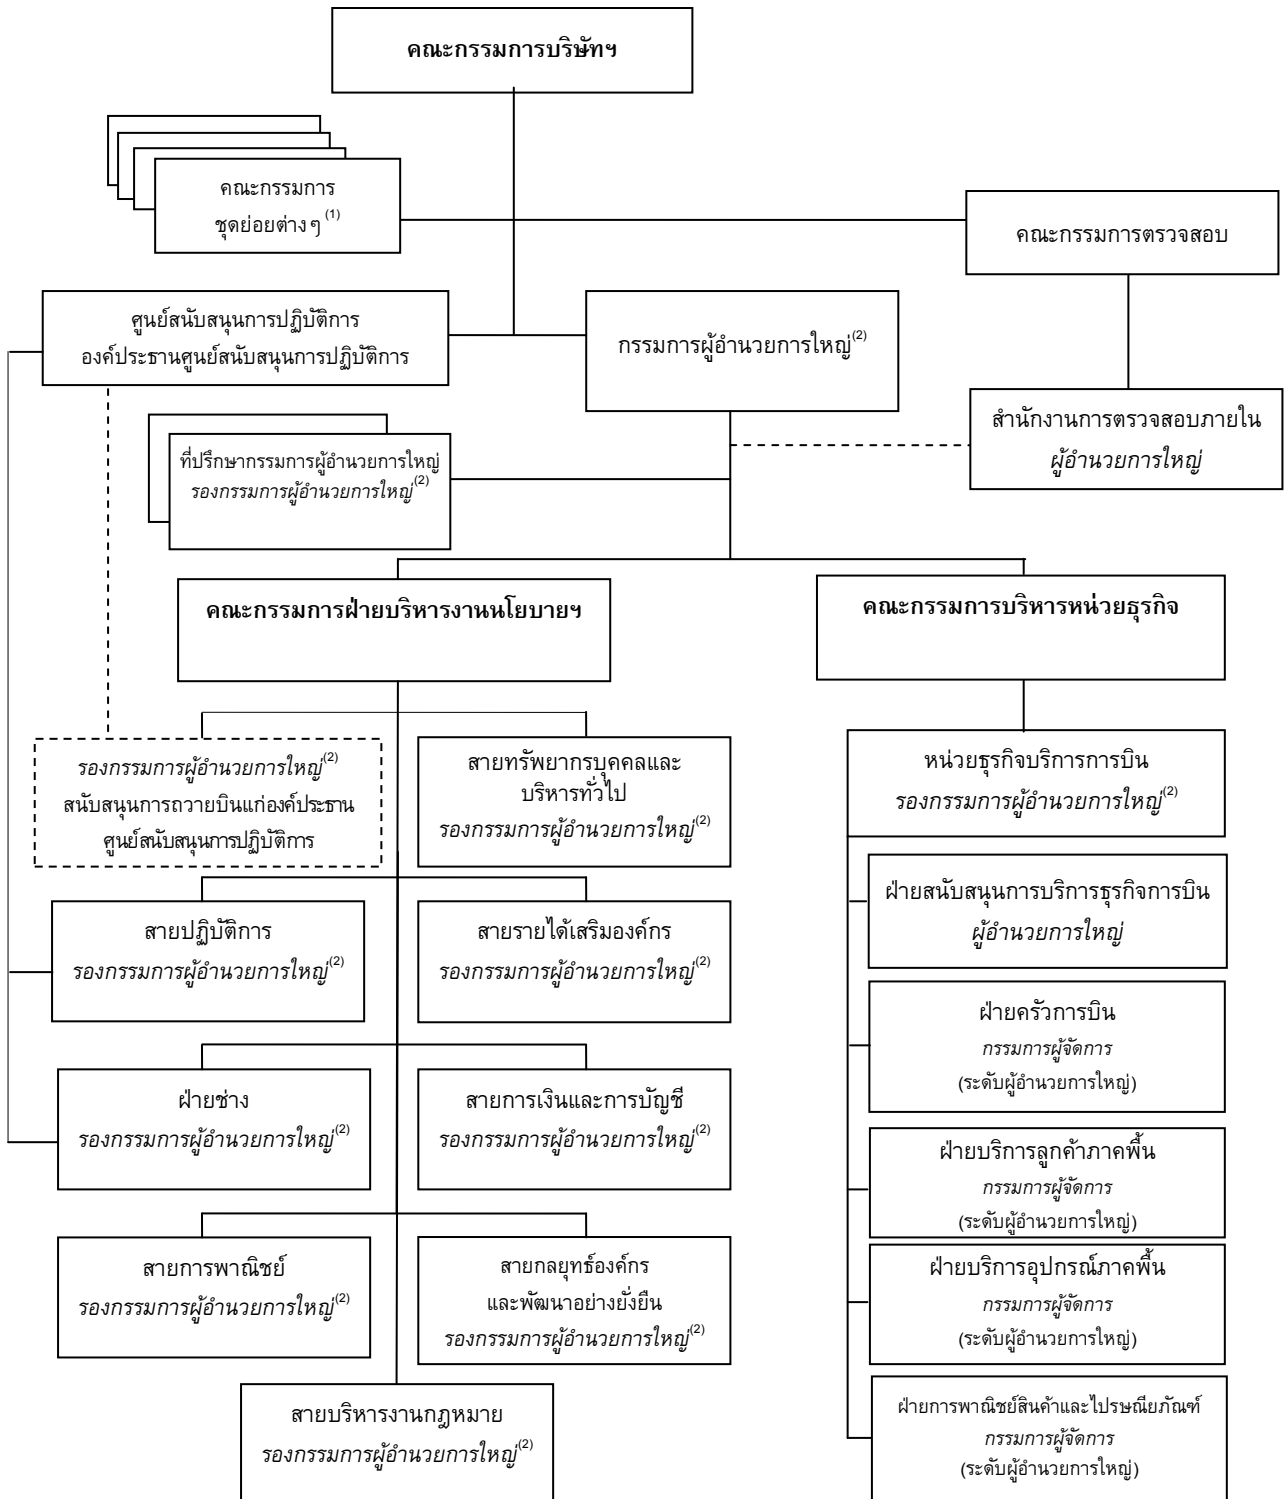 คณะกรรมการบริษัทฯ
คณะกรรมการ
ชุดย่อยต่างๆ (1)
คณะกรรมการตรวจสอบ
ศูนย์สนับสนุนการปฏิบัติการ
องค์ประธานศูนย์สนับสนุนการปฏิบัติการ
กรรมการผู้อำนวยการใหญ่(2)
สำนักงานการตรวจสอบภายใน
ผู้อำนวยการใหญ่
ที่ปรึกษากรรมการผู้อำนวยการใหญ่
รองกรรมการผู้อำนวยการใหญ่(2)
คณะกรรมการฝ่ายบริหารงานนโยบายฯ
คณะกรรมการบริหารหน่วยธุรกิจ
รองกรรมการผู้อำนวยการใหญ่(2)
สนับสนุนการถวายบินแก่องค์ประธาน
ศูนย์สนับสนุนการปฏิบัติการ
สายทรัพยากรบุคคลและ
บริหารทั่วไป
รองกรรมการผู้อำนวยการใหญ่(2)
หน่วยธุรกิจบริการการบิน
รองกรรมการผู้อำนวยการใหญ่(2)
ฝ่ายสนับสนุนการบริการธุรกิจการบิน
ผู้อำนวยการใหญ่
สายปฏิบัติการ
รองกรรมการผู้อำนวยการใหญ่(2)
สายรายได้เสริมองค์กร
รองกรรมการผู้อำนวยการใหญ่(2)
ฝ่ายครัวการบิน
กรรมการผู้จัดการ
(ระดับผู้อำนวยการใหญ่)
ฝ่ายช่าง
รองกรรมการผู้อำนวยการใหญ่(2)
สายการเงินและการบัญชี
รองกรรมการผู้อำนวยการใหญ่(2)
ฝ่ายบริการลูกค้าภาคพื้น
กรรมการผู้จัดการ
(ระดับผู้อำนวยการใหญ่)
สายการพาณิชย์
รองกรรมการผู้อำนวยการใหญ่(2)
สายกลยุทธ์องค์กร
และพัฒนาอย่างยั่งยืน
รองกรรมการผู้อำนวยการใหญ่(2)
ฝ่ายบริการอุปกรณ์ภาคพื้น
กรรมการผู้จัดการ
(ระดับผู้อำนวยการใหญ่)
สายบริหารงานกฎหมาย
รองกรรมการผู้อำนวยการใหญ่(2)
ฝ่ายการพาณิชย์สินค้าและไปรษณียภัณฑ์
กรรมการผู้จัดการ
(ระดับผู้อำนวยการใหญ่)